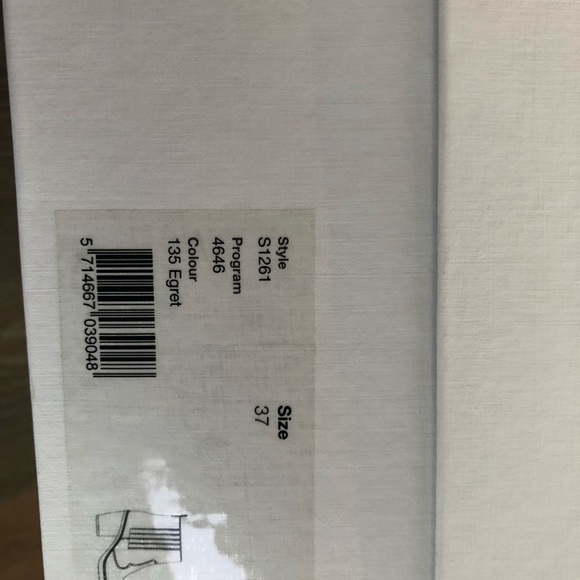 Style
S1261
Program
4646
Colour
135 Egret
5 714667 039048
Size
37